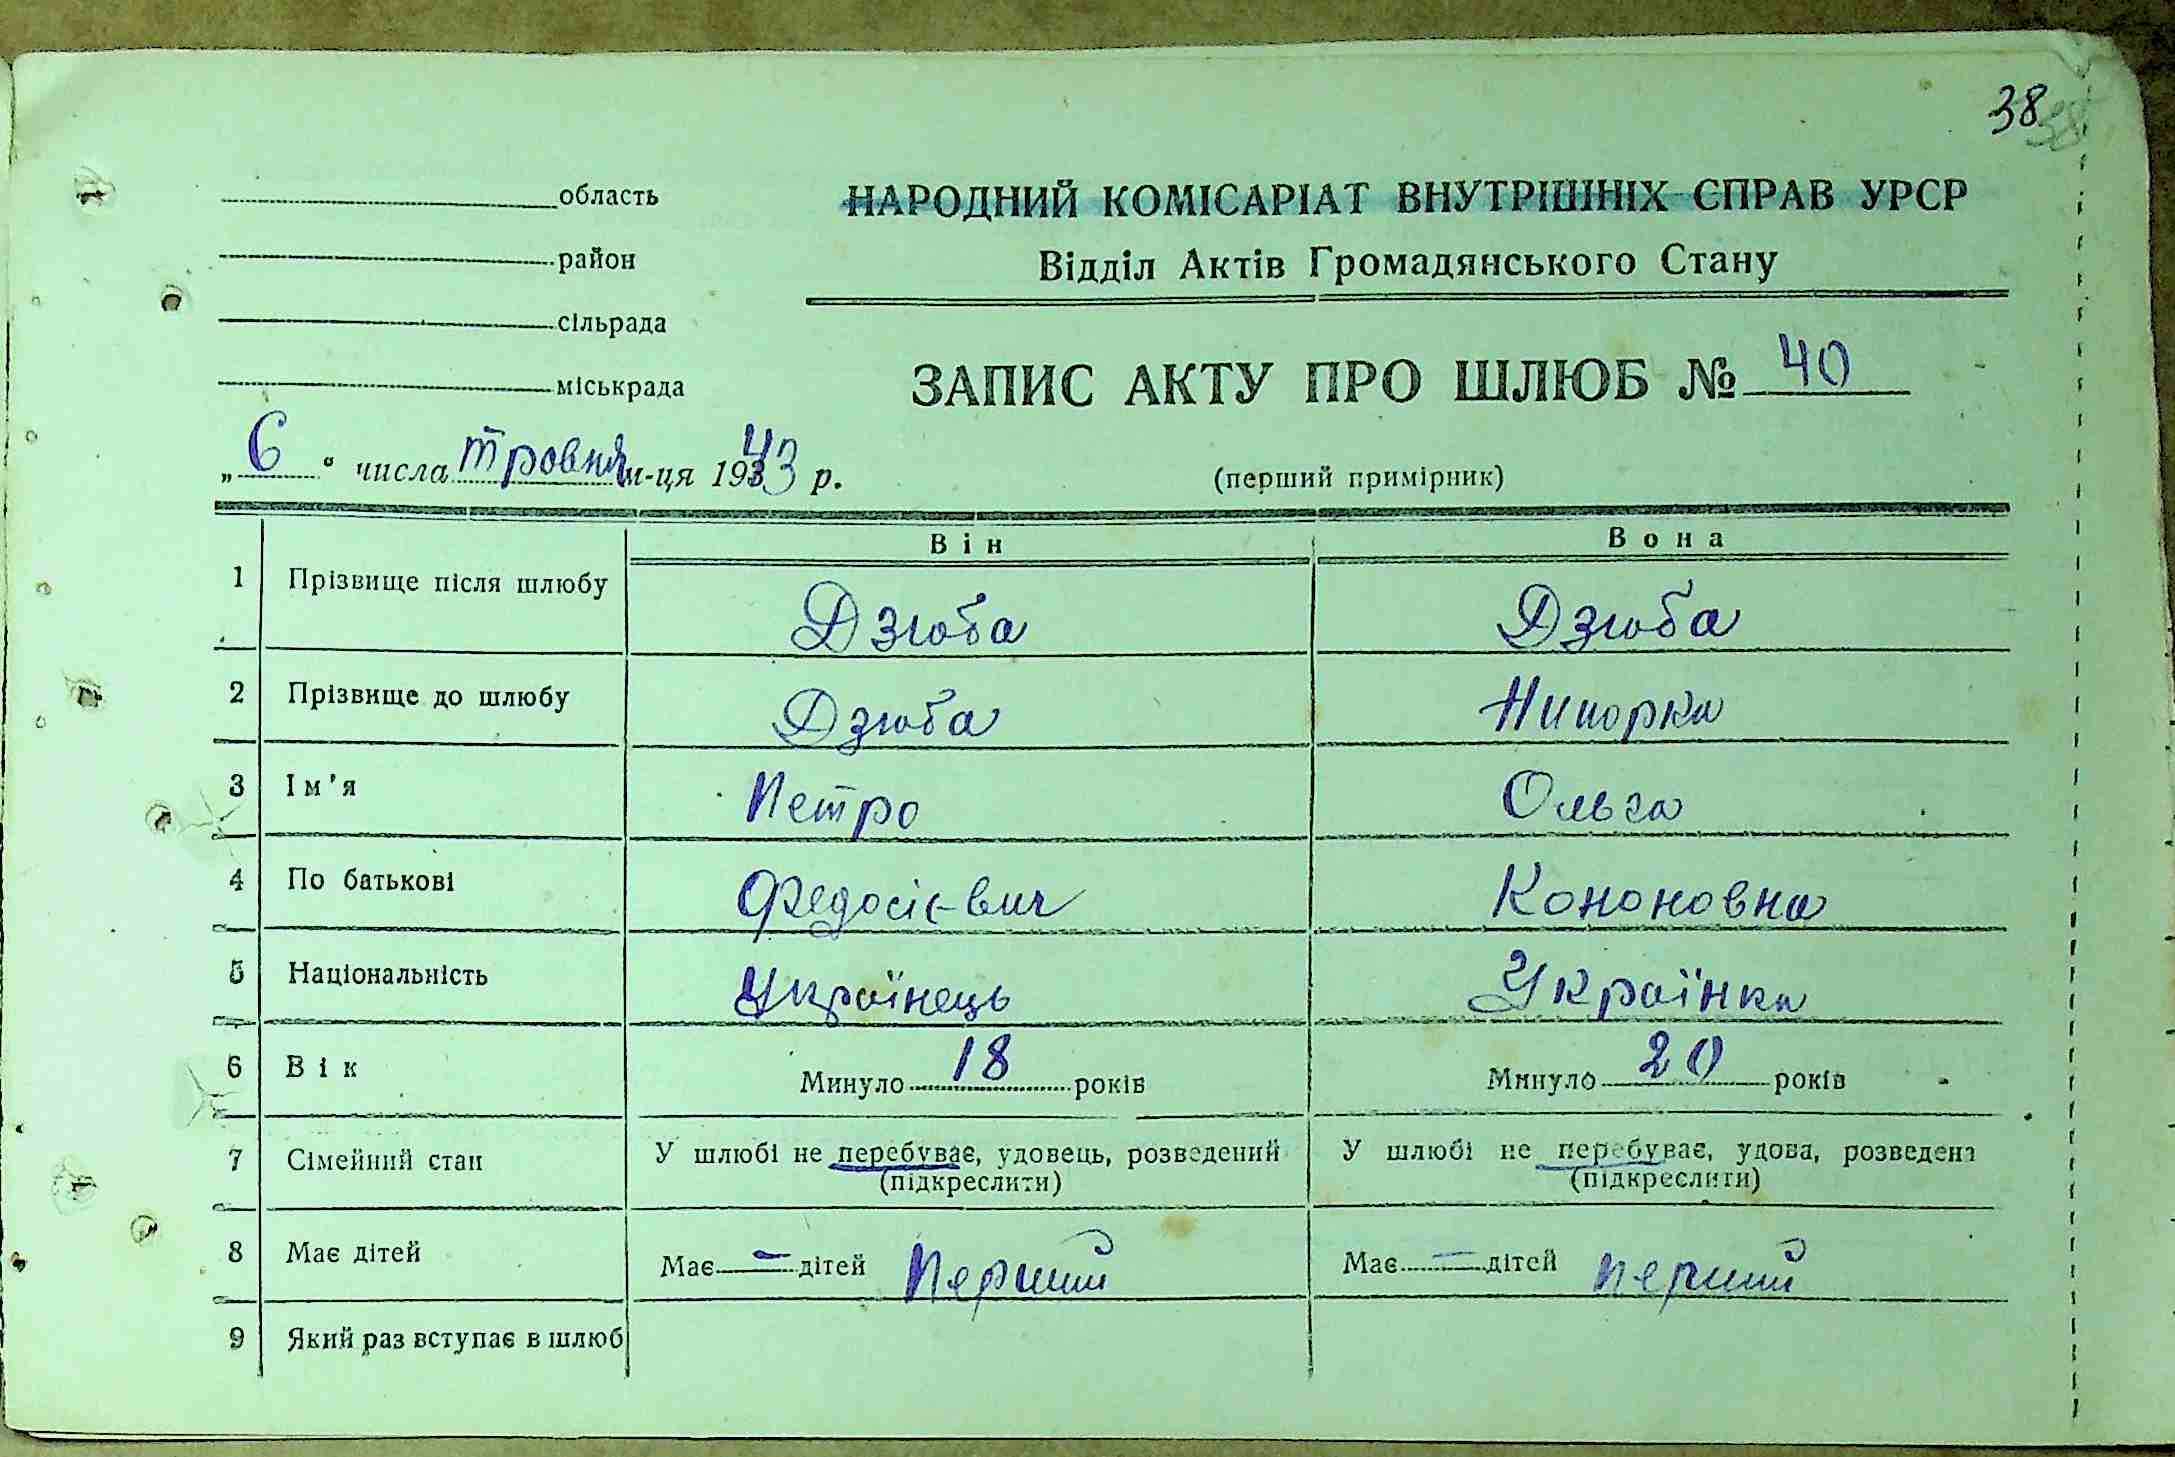 38
38
область
район
сільрада
міськрада
НАРОДНИЙ КОМІСАРІАТ ВНУТРІШНІХ СПРАВ УРСР
Відділ Актів Громадянського Стану
ЗАПИС АКТУ ПРО ШЛЮБ № 40
(перший примірник)
„6“ числа тровня м-ця 1943 р.
Він Вона
1 Прізвище після шлюбу Дзюба Дзюба
2 Прізвище до шлюбу Дзюба
3 Ім'я Петро Ольга
4 По батькові Федосієвич Кононовна
5 Національність Українець Українка
6 Вік Минуло 18 років Минуло 20 років
7 Сімейний стан У шлюбі не перебуває, удовець, розведений У шлюбі не перебуває, удова, розведена
(підкреслити) (підкреслити)
8 Має дітей Має — дітей Перший Має — дітей Перший
9 Який раз вступає в шлюб